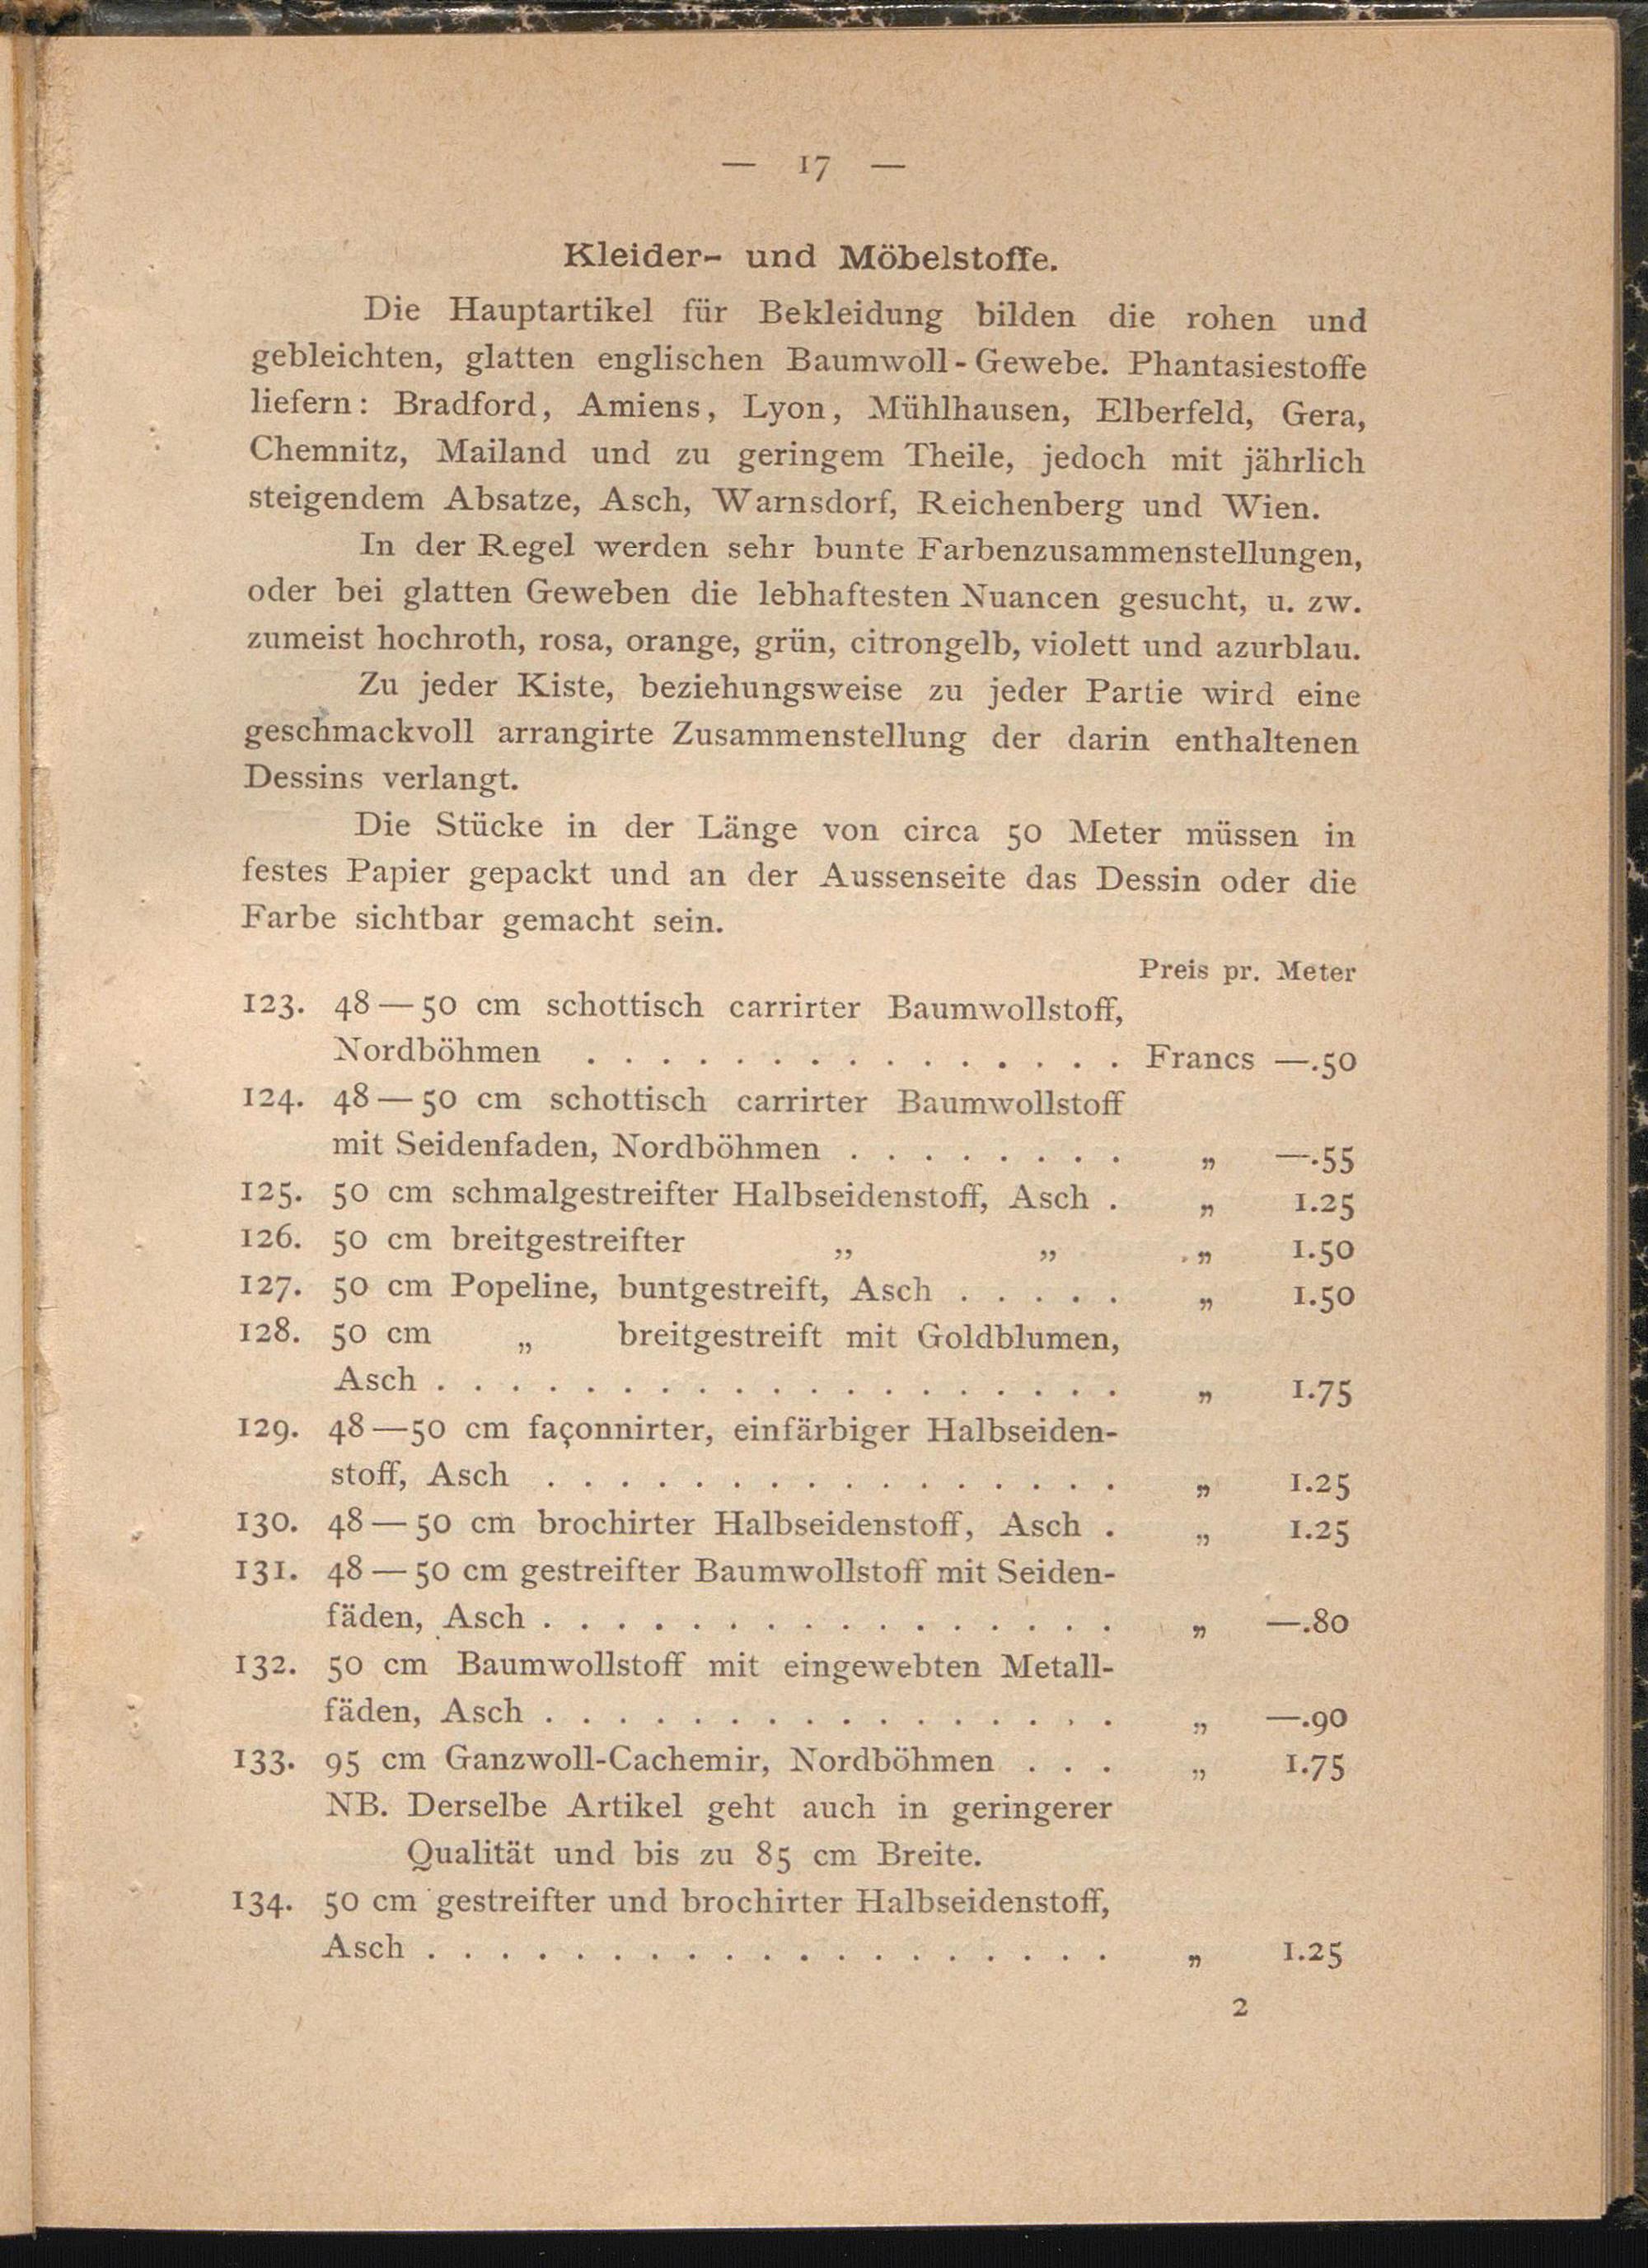 — 17 —
Kleider- und Möbelstoffe.
Die Hauptartikel für Bekleidung bilden die rohen und
gebleichten, glatten englischen Baumwoll-Gewebe. Phantasiestoffe
liefern: Bradford, Amiens, Lyon, Mühlhausen, Elberfeld, Gera,
Chemnitz, Mailand und zu geringem Theile, jedoch mit jährlich
steigendem Absatze, Asch, Warnsdorf, Reichenberg und Wien.
In der Regel werden sehr bunte Farbenzusammenstellungen,
oder bei glatten Geweben die lebhaftesten Nuancen gesucht, u. zw.
zumeist hochroth, rosa, orange, grün, citrongelb, violett und azurblau.
Zu jeder Kiste, beziehungsweise zu jeder Partie wird eine
geschmackvoll arrangirte Zusammenstellung der darin enthaltenen
Dessins verlangt.
Die Stücke in der Länge von circa 50 Meter müssen in
festes Papier gepackt und an der Aussenseite das Dessin oder die
Farbe sichtbar gemacht sein.
Preis pr. Meter
123. 48—50 cm schottisch carrirter Baumwollstoff,
Nordböhmen . . . . . . . . . . . . . . . Francs —.50
124. 48—50 cm schottisch carrirter Baumwollstoff
mit Seidenfaden, Nordböhmen . . . . . . . . „ —.55
125. 50 cm schmalgestreifter Halbseidenstoff, Asch . „ 1.25
126. 50 cm breitgestreifter „ „ . „ 1.50
127. 50 cm Popeline, buntgestreift, Asch . . . . . „ 1.50
128. 50 cm „ breitgestreift mit Goldblumen,
Asch . . . . . . . . . . . . . . . . . . . „ 1.75
129. 48—50 cm façonnirter, einfärbiger Halbseiden-
stoff, Asch . . . . . . . . . . . . . . . . „ 1.25
130. 48—50 cm brochirter Halbseidenstoff, Asch . „ 1.25
131. 48—50 cm gestreifter Baumwollstoff mit Seiden-
fäden, Asch . . . . . . . . . . . . . . . . „ —.80
132. 50 cm Baumwollstoff mit eingewebten Metall-
fäden, Asch . . . . . . . . . . . . . . . . „ —.90
133. 95 cm Ganzwoll-Cachemir, Nordböhmen . . . „ 1.75
NB. Derselbe Artikel geht auch in geringerer
Qualität und bis zu 85 cm Breite.
134. 50 cm gestreifter und brochirter Halbseidenstoff,
Asch . . . . . . . . . . . . . . . . . . . „ 1.25
2